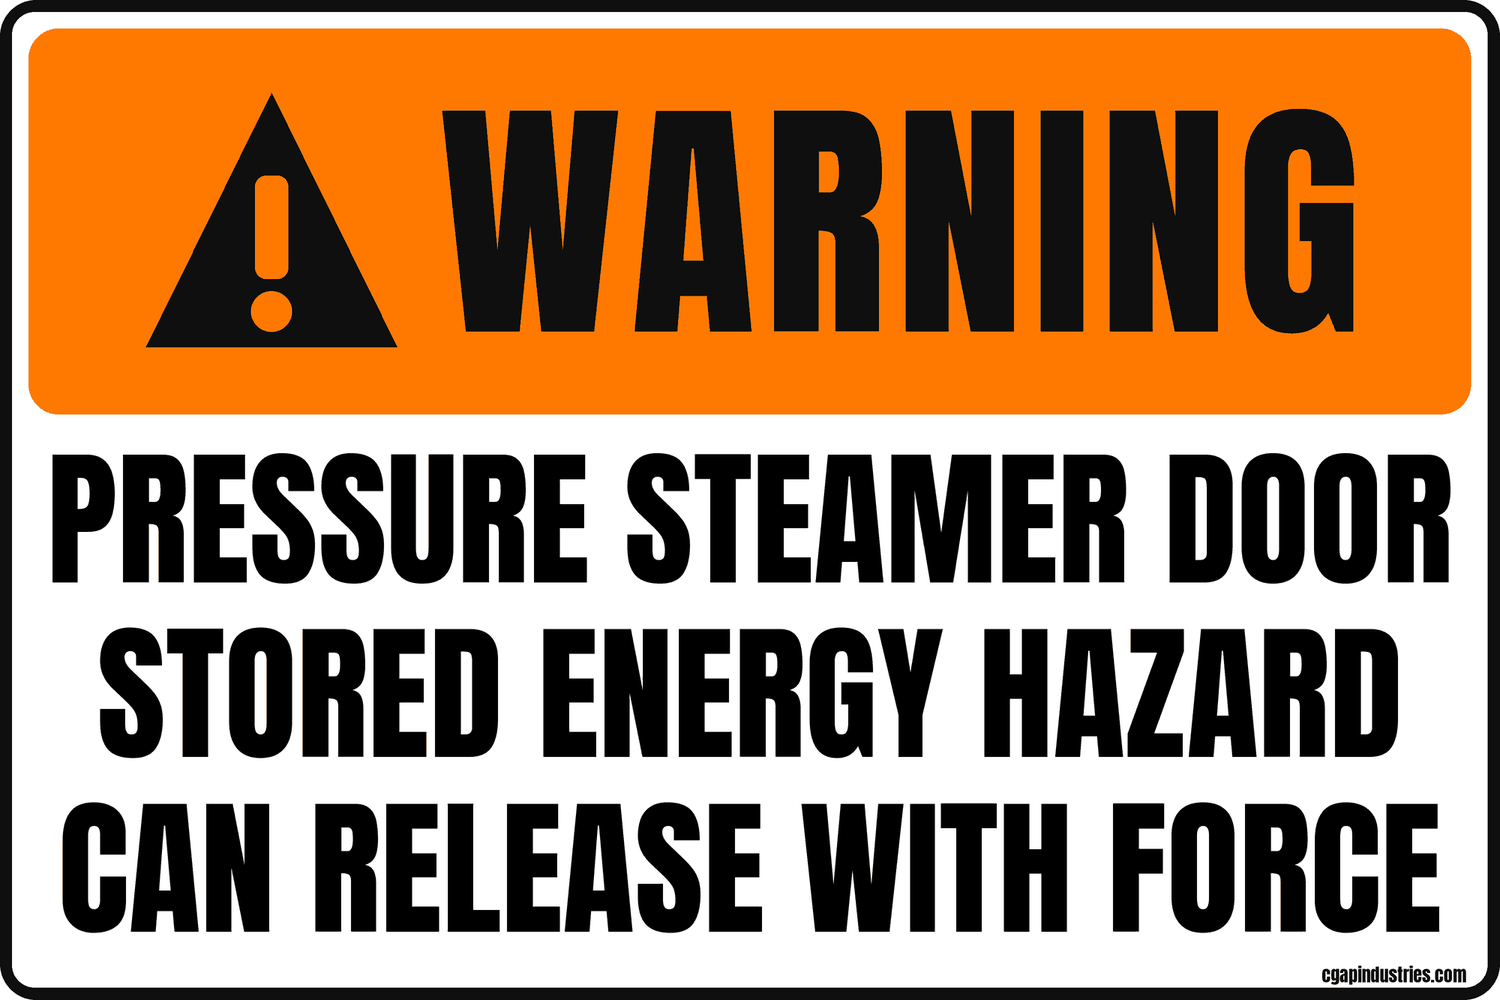 WARNING
PRESSURE STEAMER DOOR
STORED ENERGY HAZARD
CAN RELEASE WITH FORCE
cgapindustries.com